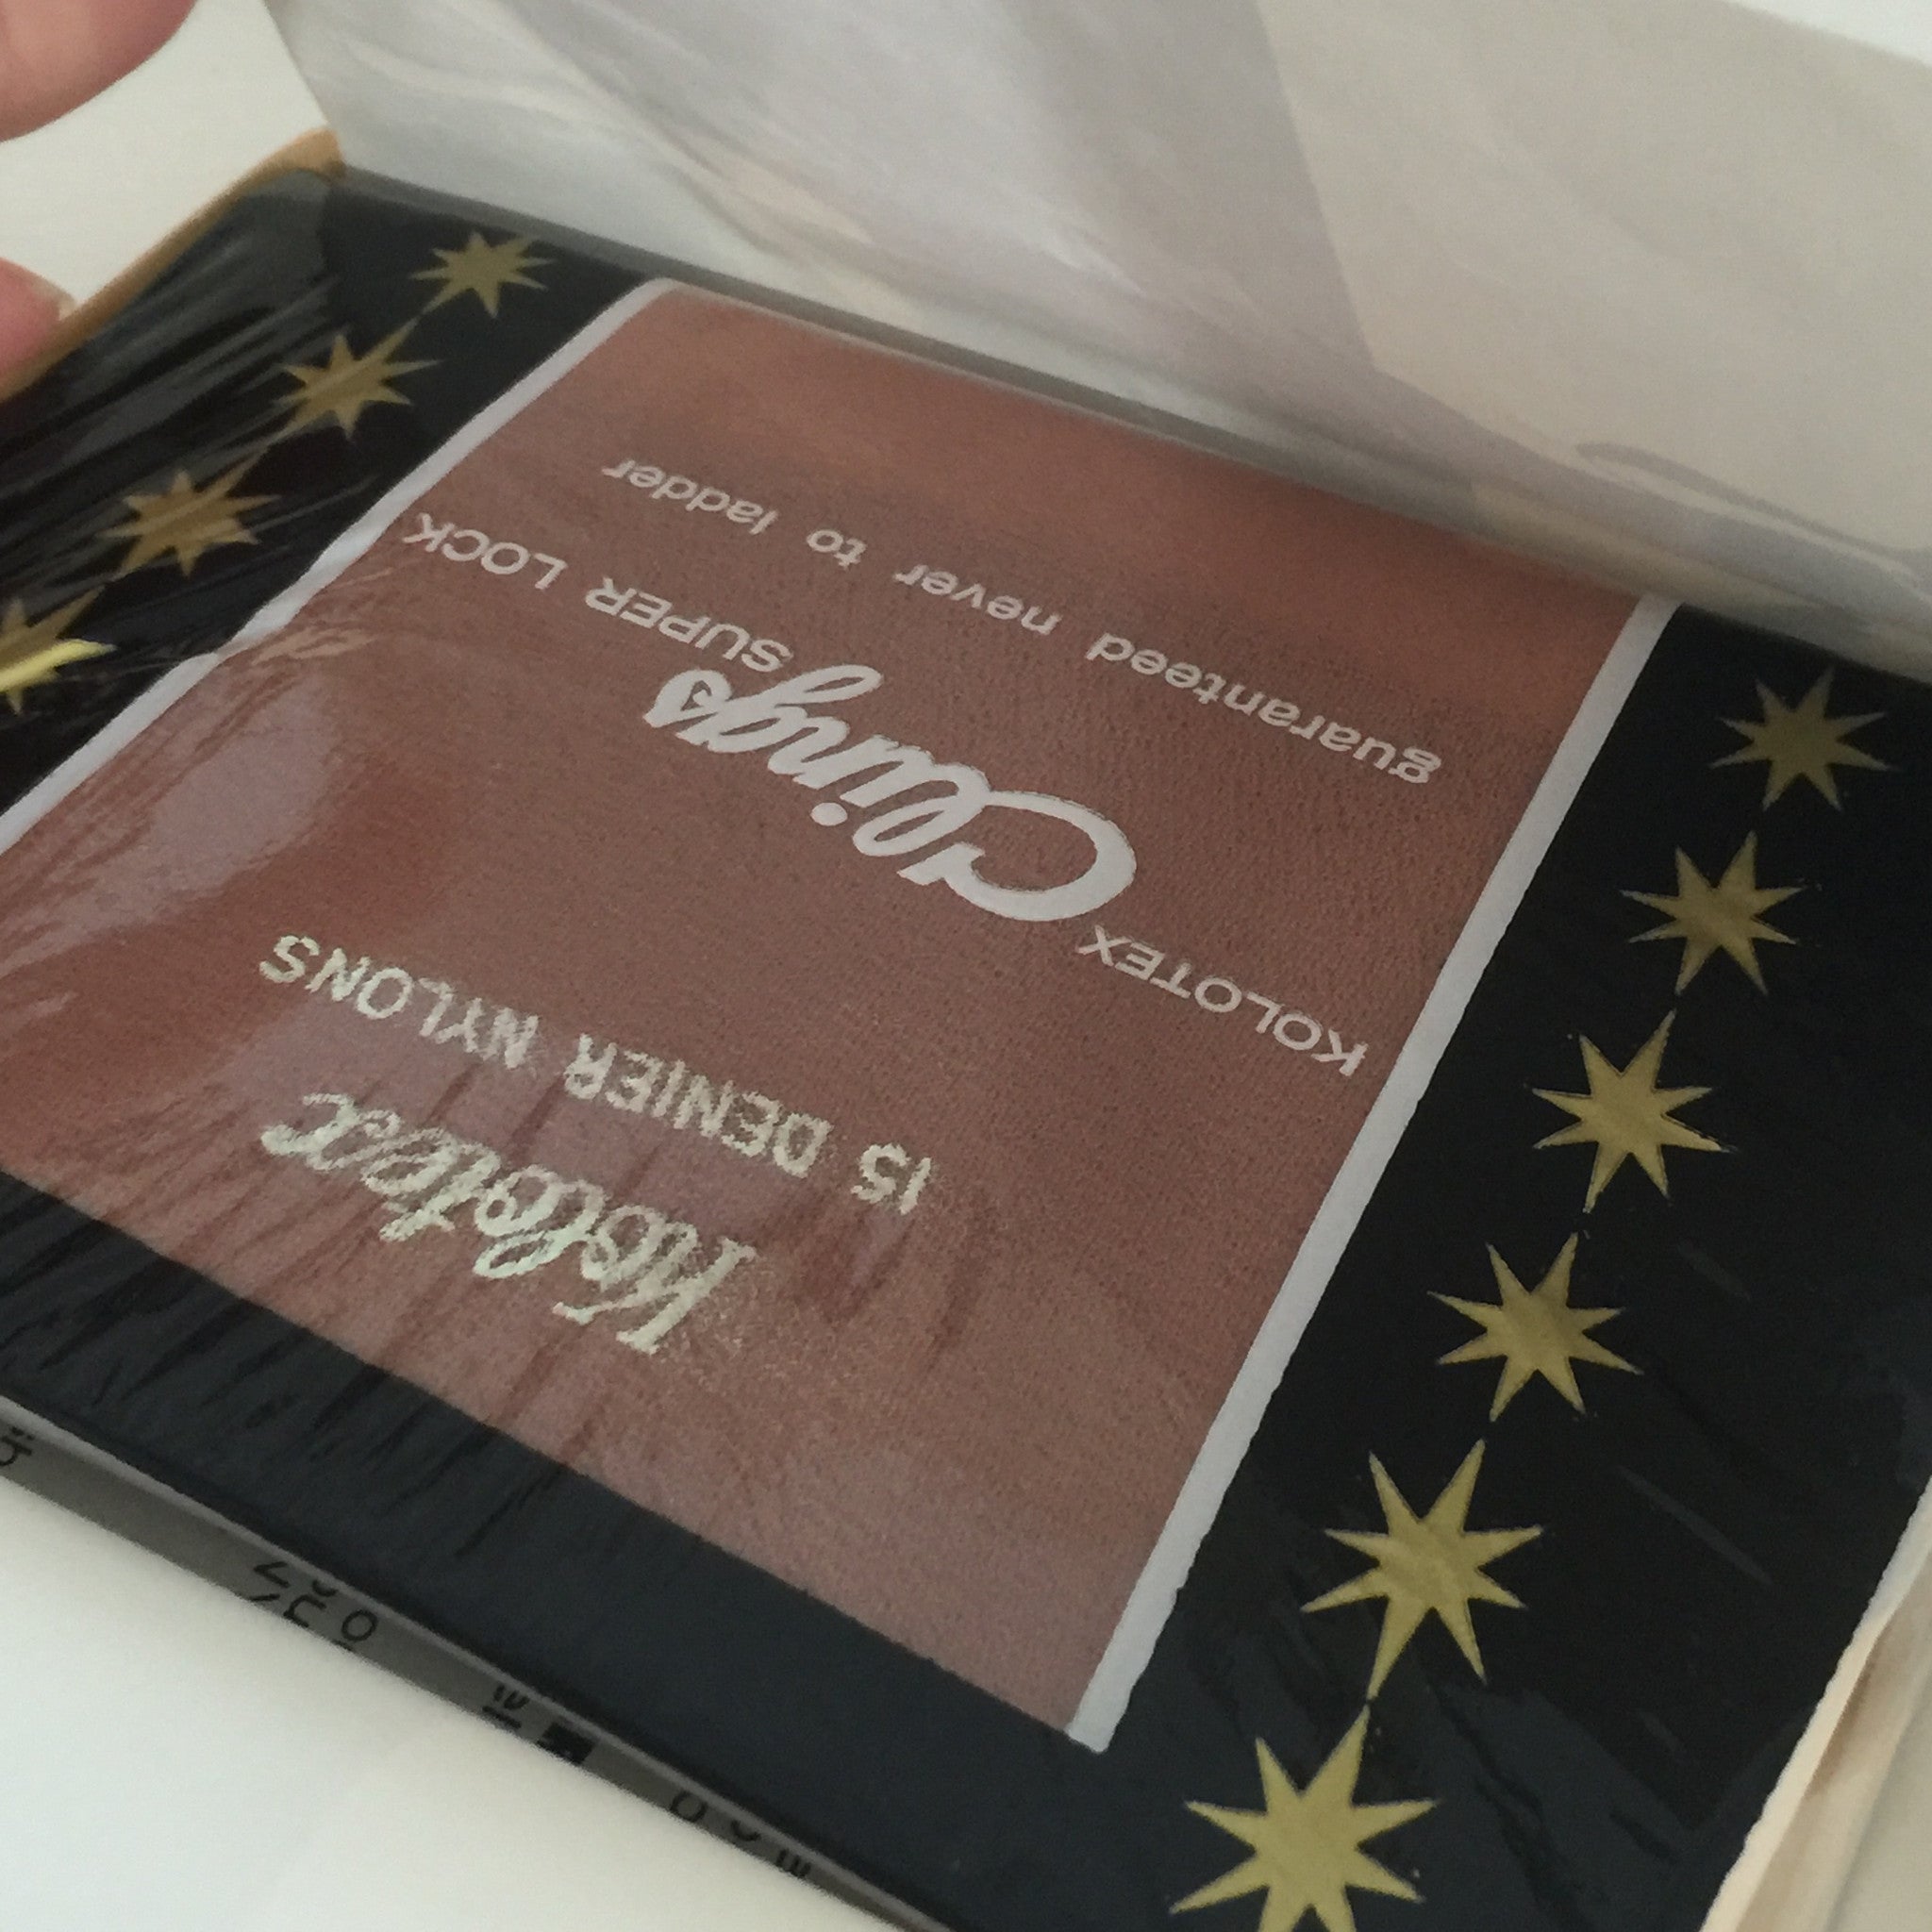 Kolotex
15 DENIER NYLONS
KOLOTEX Clings SUPER LOCK
guaranteed never to ladder